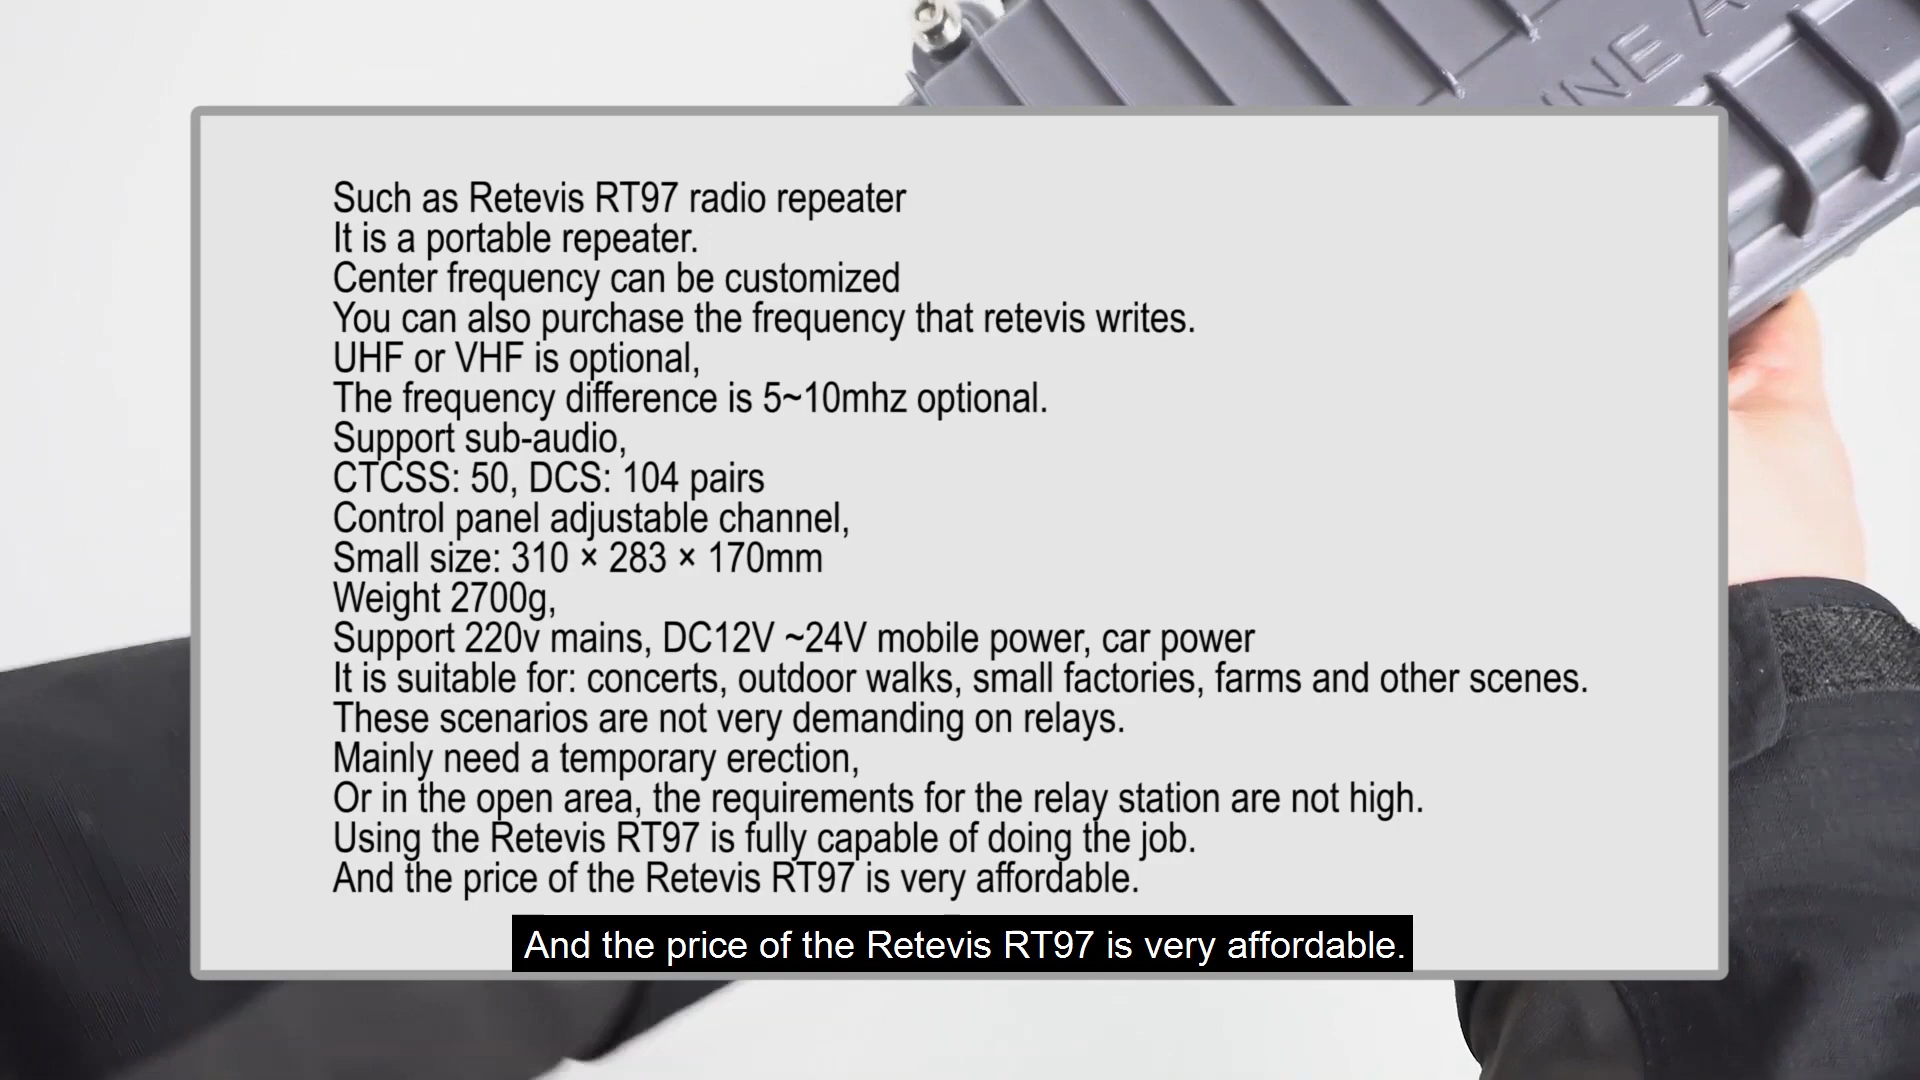 INE A
Such as Retevis RT97 radio repeater
It is a portable repeater.
Center frequency can be customized
You can also purchase the frequency that retevis writes.
UHF or VHF is optional,
The frequency difference is 5~10mhz optional.
Support sub-audio,
CTCSS: 50, DCS: 104 pairs
Control panel adjustable channel,
Small size: 310 × 283 × 170mm
Weight 2700g,
Support 220v mains, DC12V ~24V mobile power, car power
It is suitable for: concerts, outdoor walks, small factories, farms and other scenes.
These scenarios are not very demanding on relays.
Mainly need a temporary erection,
Or in the open area, the requirements for the relay station are not high.
Using the Retevis RT97 is fully capable of doing the job.
And the price of the Retevis RT97 is very affordable.
And the price of the Retevis RT97 is very affordable.